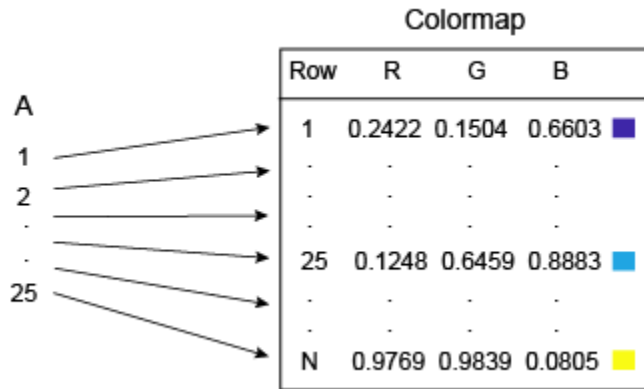 Colormap
Row R G B
A
1 0.2422 0.1504 0.6603
1
. . . .
2
. . . .
.
. . . .
.
25 0.1248 0.6459 0.8883
25
. . . .
. . . .
N 0.9769 0.9839 0.0805